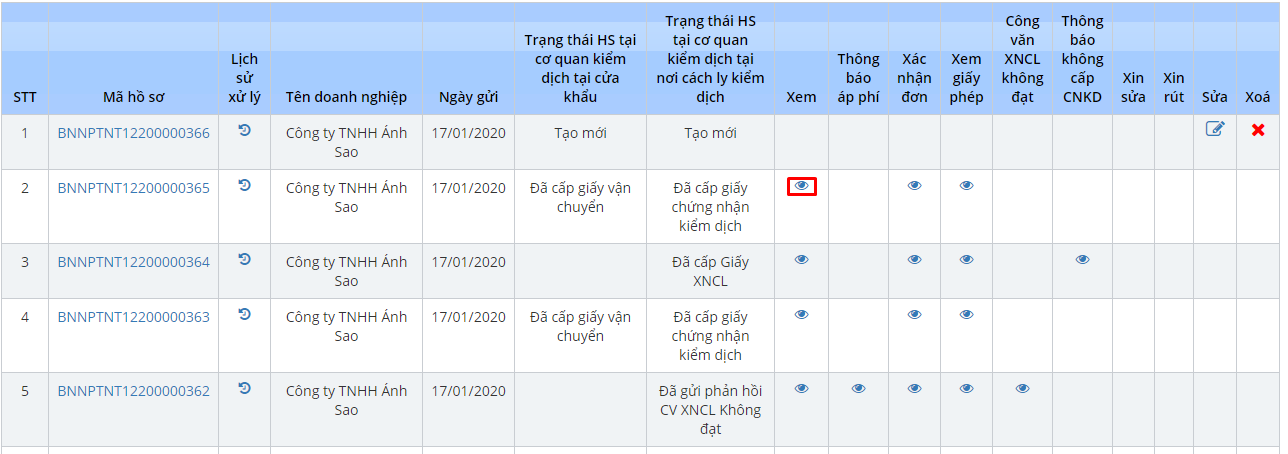 STT
Mã hồ sơ
Lịch
sử
xử lý
Tên doanh nghiệp
Ngày gửi
Trạng thái HS tại
cơ quan kiểm
dịch tại cửa
khẩu
Trạng thái HS
tại cơ quan
kiểm dịch tại
nơi cách ly kiểm
dịch
Xem
Thông
báo
áp phí
Xác
nhận
đơn
Xem
giấy
phép
Công
văn
XNCL
không
đạt
Thông
báo
không
cấp
CNKD
Xin
sửa
Xin
rút
Sửa
Xoá
1
BNNPTNT12200000366
Công ty TNHH Ánh
Sao
17/01/2020
Tạo mới
Tạo mới
2
BNNPTNT12200000365
Công ty TNHH Ánh
Sao
17/01/2020
Đã cấp giấy vận
chuyển
Đã cấp giấy
chứng nhận
kiểm dịch
3
BNNPTNT12200000364
Công ty TNHH Ánh
Sao
17/01/2020
Đã cấp Giấy
XNCL
4
BNNPTNT12200000363
Công ty TNHH Ánh
Sao
17/01/2020
Đã cấp giấy vận
chuyển
Đã cấp giấy
chứng nhận
kiểm dịch
5
BNNPTNT12200000362
Công ty TNHH Ánh
Sao
17/01/2020
Đã gửi phản hồi
CV XNCL Không
đạt